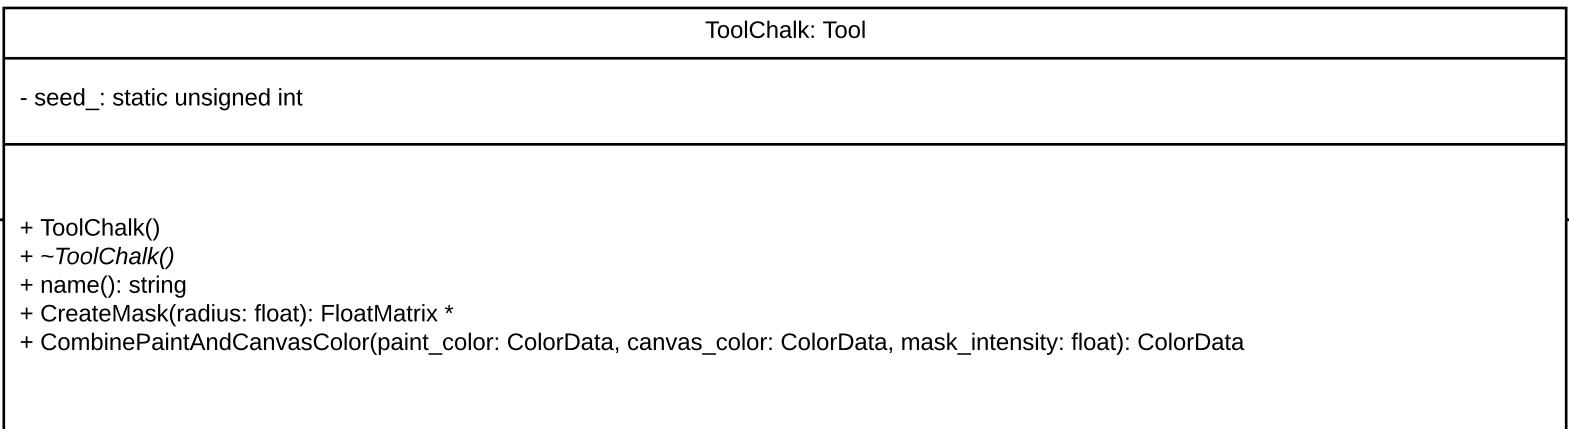 ToolChalk: Tool
- seed_: static unsigned int
+ ToolChalk()
+ ~ToolChalk()
+ name(): string
+ CreateMask(radius: float): FloatMatrix *
+ CombinePaintAndCanvasColor(paint_color: ColorData, canvas_color: ColorData, mask_intensity: float): ColorData